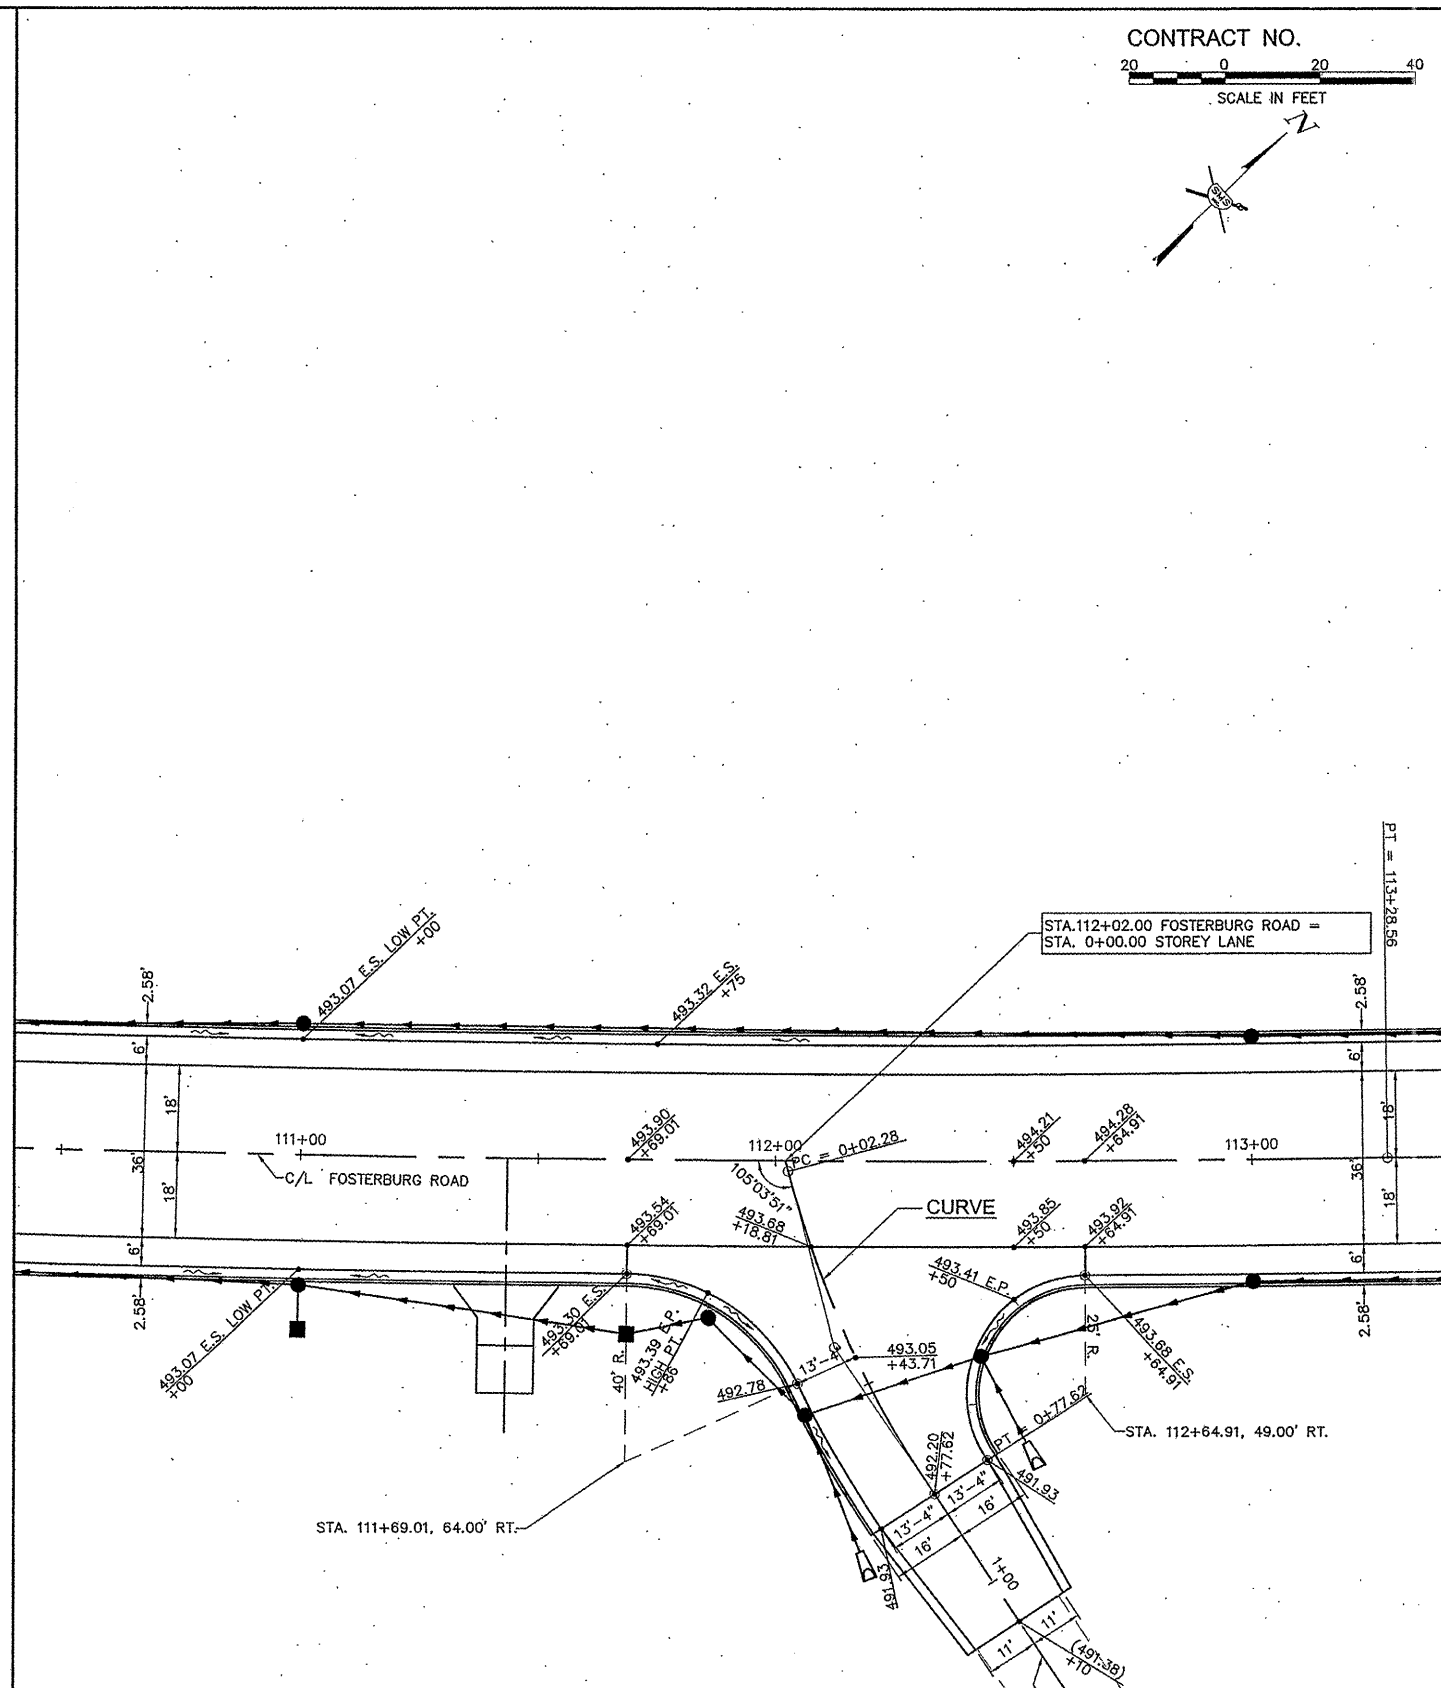 CONTRACT NO.
20 0 20 40
SCALE IN FEET
N
SMS
PT = 113+28.56
STA.112+02.00 FOSTERBURG ROAD =
STA. 0+00.00 STOREY LANE
2.58'
493.07 E.S. LOW PT.
+00
493.32 E.S.
+75
2.58'
6'
6'
18'
36'
18'
111+00
C/L FOSTERBURG ROAD
493.90
+69.01
112+00
PC = 0+02.28
105°03'51"
494.21
+50
494.28
+64.91
113+00
18'
36'
18'
493.54
+69.01
493.68
+18.81
CURVE
493.85
+50
493.92
+64.91
6'
6'
2.58'
2.58'
493.07 E.S. LOW PT.
+00
493.30 E.S.
+69.01
40' R.
493.39 E.P.
HIGH PT.
+86
492.78
13'-4"
493.05
+43.71
493.41 E.P.
+50
25' R.
493.68 E.S.
+64.91
PT = 0+77.62
STA. 112+64.91, 49.00' RT.
STA. 111+69.01, 64.00' RT.
492.20
+77.62
13'-4"
13'-4"
16'
16'
491.93
491.93
1+00
11'
11'
(491.38)
+10